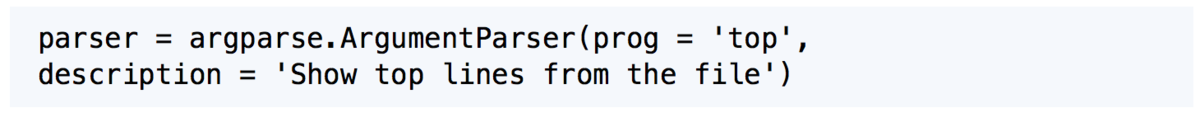 parser = argparse.ArgumentParser(prog = 'top',
description = 'Show top lines from the file')